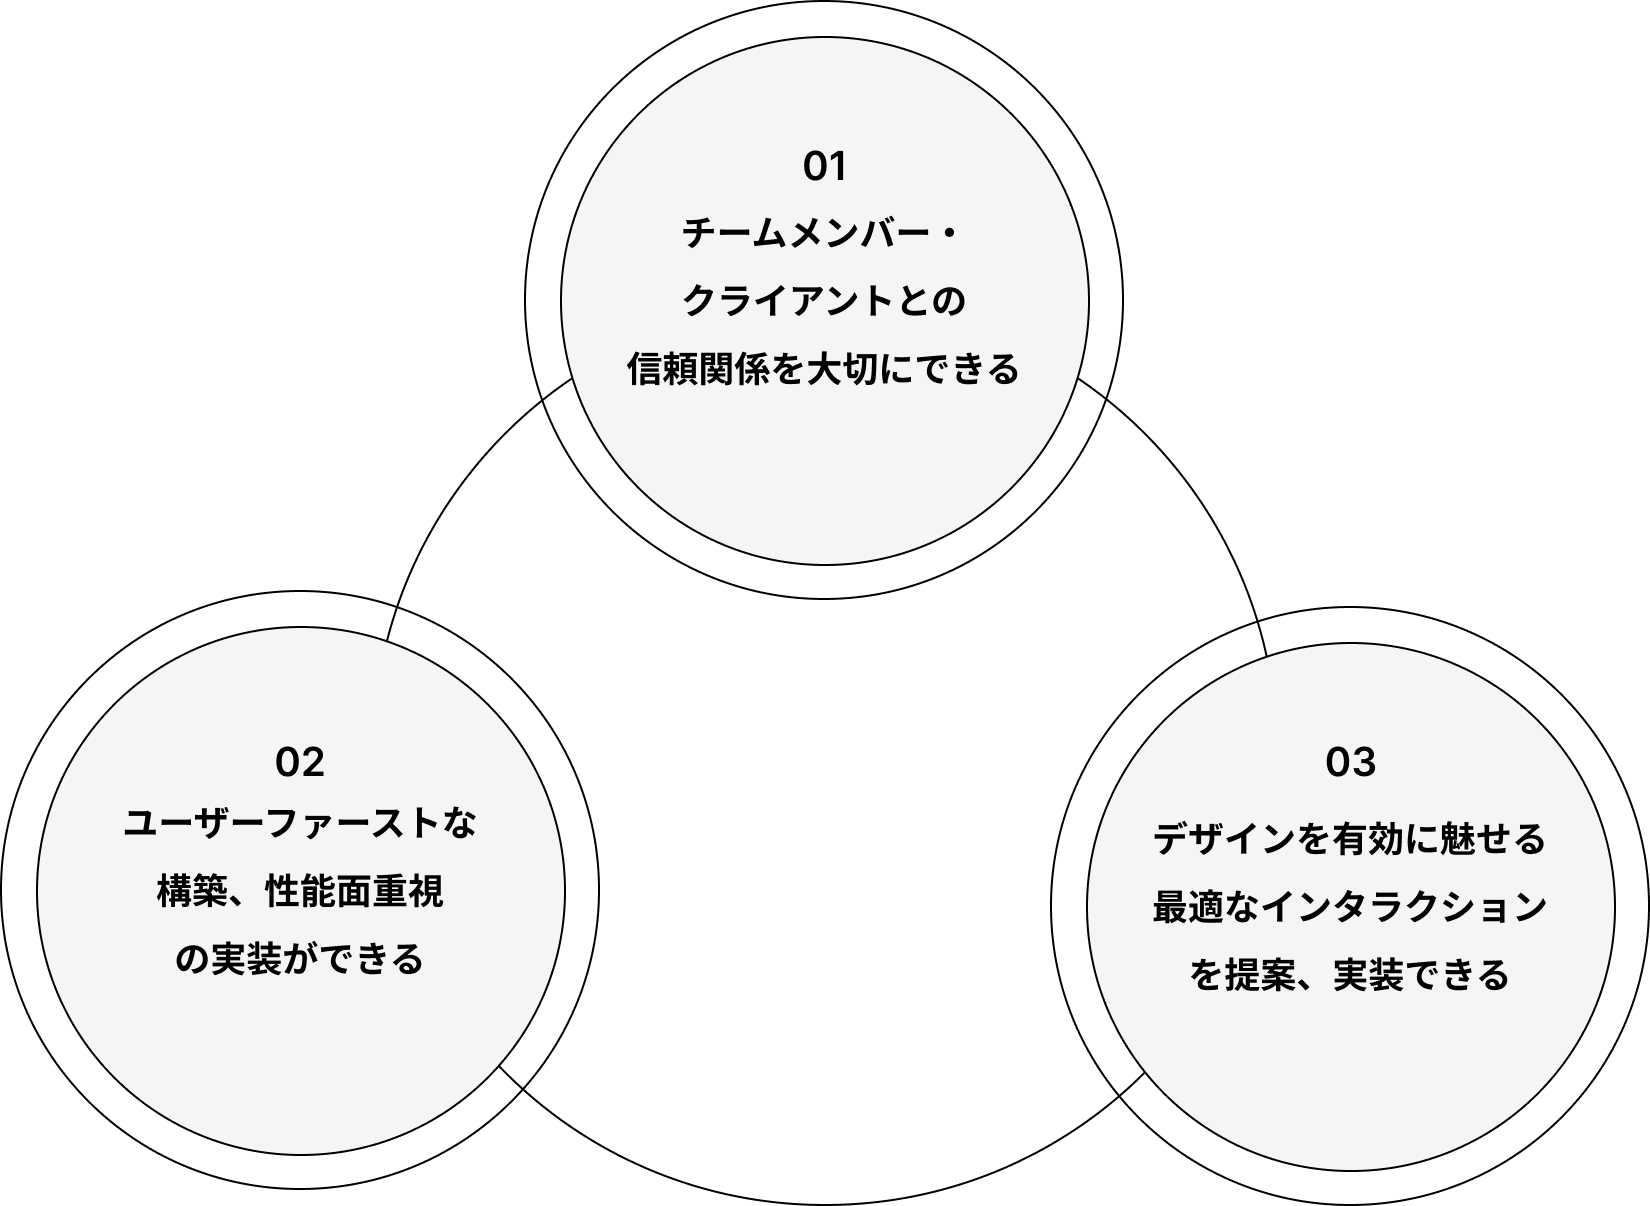 01
チームメンバー・
クライアントとの
信頼関係を大切にできる
02
ユーザーファーストな
構築、性能面重視
の実装ができる
03
デザインを有効に魅せる
最適なインタラクション
を提案、実装できる